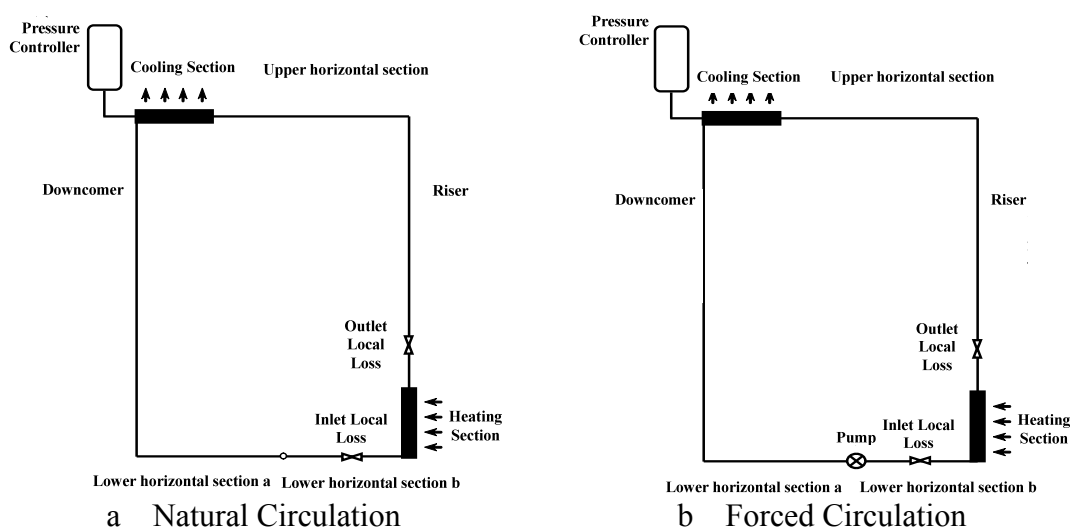 Pressure
Controller
Cooling Section
Upper horizontal section
Downcomer
Riser
Outlet
Local
Loss
Inlet Local
Loss
Heating
Section
Lower horizontal section a
Lower horizontal section b
a Natural Circulation
Pressure
Controller
Cooling Section
Upper horizontal section
Downcomer
Riser
Outlet
Local
Loss
Pump
Inlet Local
Loss
Heating
Section
Lower horizontal section a
Lower horizontal section b
b Forced Circulation